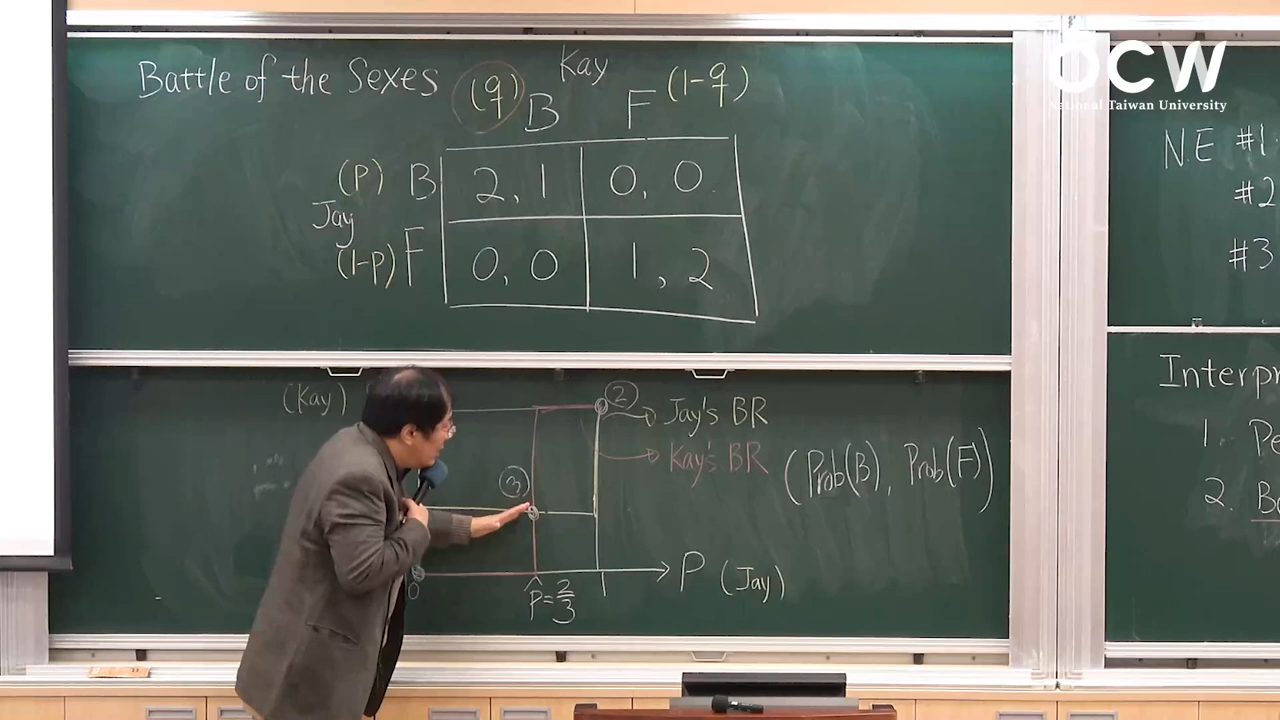 OCW
National Taiwan University
Battle of the Sexes
Kay
(q) B F (1-q)
(p) B 2, 1 0, 0
Jay
(1-p) F 0, 0 1, 2
NE #1.
#2
#3
(Kay)
② → Jay's BR
→ Kay's BR
(Prob(B), Prob(F))
③
0 p̂=2/3 1 P (Jay)
Interpr
1. Pe
2. Ba